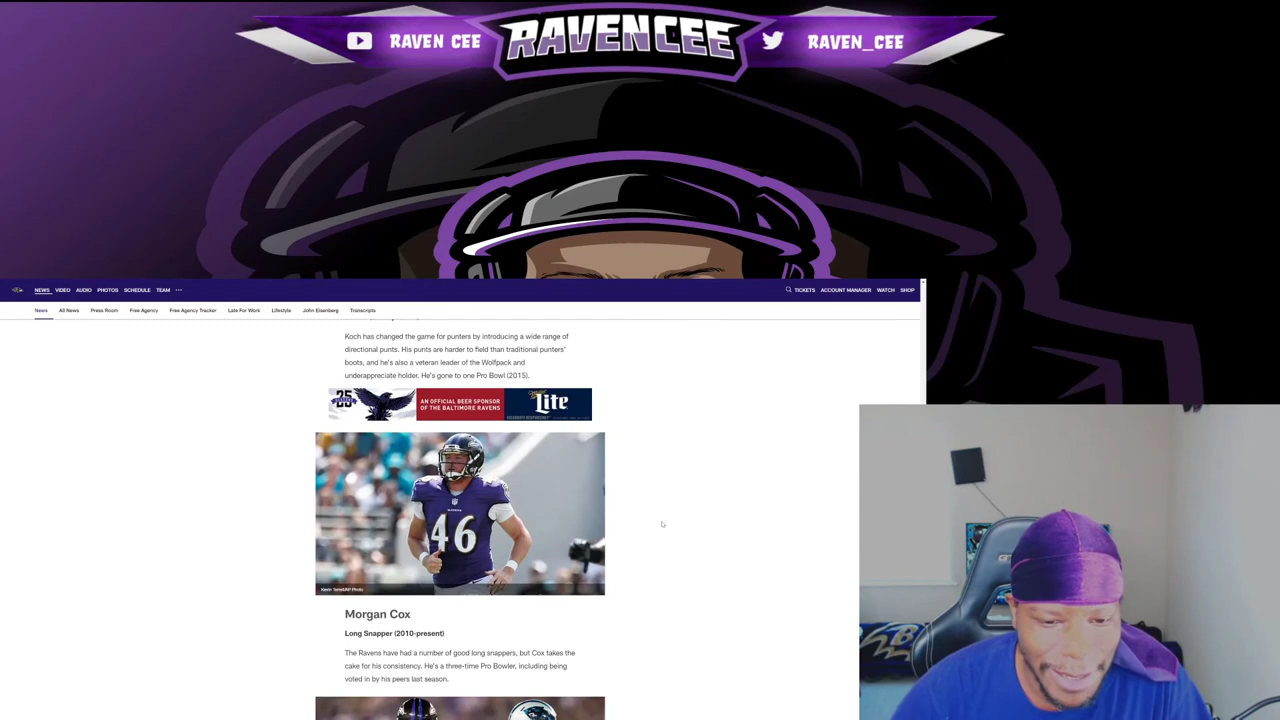 RAVEN CEE
RAVENCEE
RAVEN_CEE
NEWS VIDEO AUDIO PHOTOS SCHEDULE TEAM ••• TICKETS ACCOUNT MANAGER WATCH SHOP
News All News Press Room Free Agency Free Agency Tracker Late For Work Lifestyle John Eisenberg Transcripts
Koch has changed the game for punters by introducing a wide range of
directional punts. His punts are harder to field than traditional punters'
boots, and he's also a veteran leader of the Wolfpack and
underappreciate holder. He's gone to one Pro Bowl (2015).
25
AN OFFICIAL BEER SPONSOR
OF THE BALTIMORE RAVENS
Lite
46
Kevin Terrell/AP Photo
Morgan Cox
Long Snapper (2010-present)
The Ravens have had a number of good long snappers, but Cox takes the
cake for his consistency. He's a three-time Pro Bowler, including being
voted in by his peers last season.